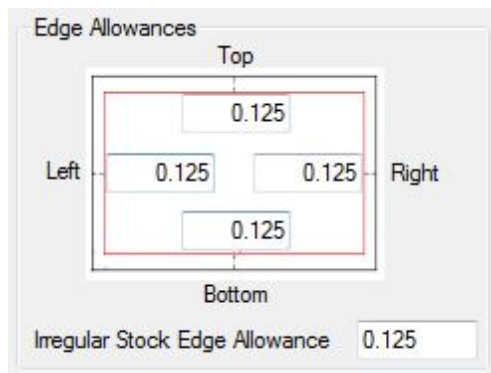 Edge Allowances
Top
0.125
Left 0.125 0.125 Right
0.125
Bottom
Irregular Stock Edge Allowance 0.125